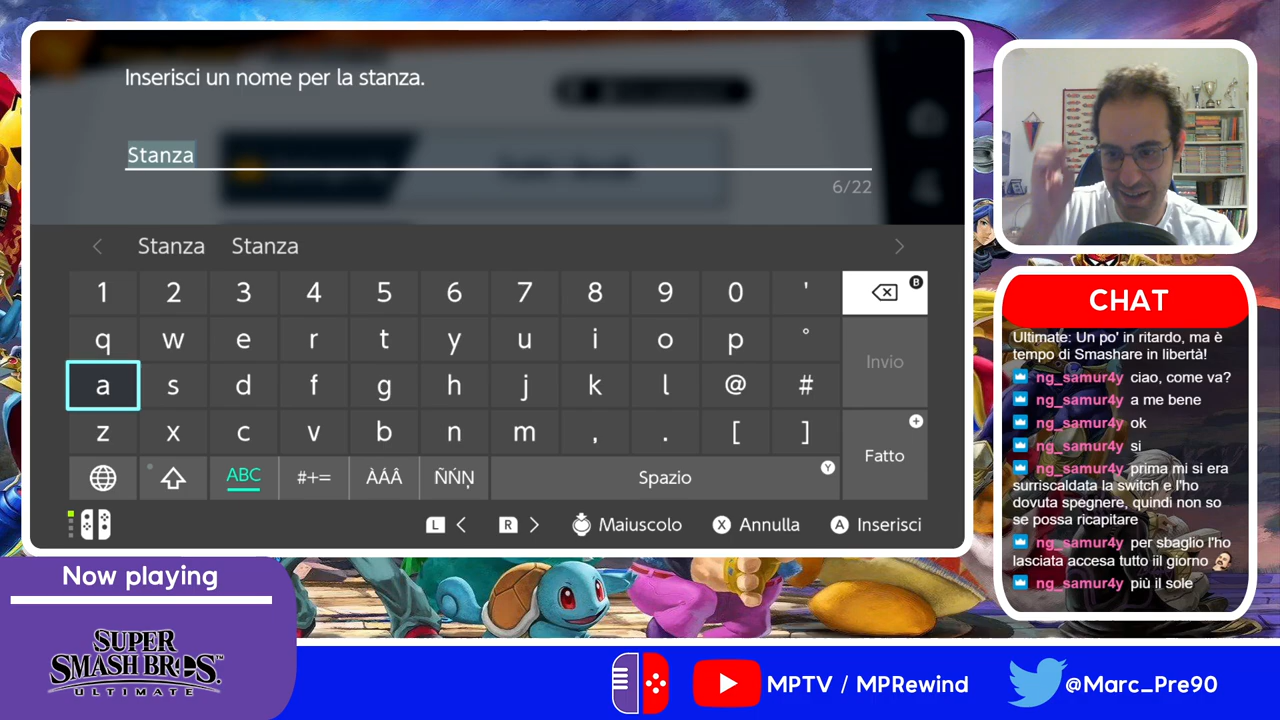 Inserisci un nome per la stanza.
Stanza
6/22
Stanza Stanza
1 2 3 4 5 6 7 8 9 0 ' B
q w e r t y u i o p °
Invio
a s d f g h j k l @ #
z x c v b n m , . [ ] +
Fatto
ABC #+= ÀÁÂ ÑŃŅ Spazio Y
L < R > Maiuscolo X Annulla A Inserisci
CHAT
Ultimate: Un po' in ritardo, ma è
tempo di Smashare in libertà!
ng_samur4y ciao, come va?
ng_samur4y a me bene
ng_samur4y ok
ng_samur4y si
ng_samur4y prima mi si era
surriscaldata la switch e l'ho
dovuta spegnere, quindi non so
se possa ricapitare
ng_samur4y per sbaglio l'ho
lasciata accesa tutto iil giorno
ng_samur4y più il sole
Now playing
SUPER
SMASH BROS.
ULTIMATE
MPTV / MPRewind
@Marc_Pre90